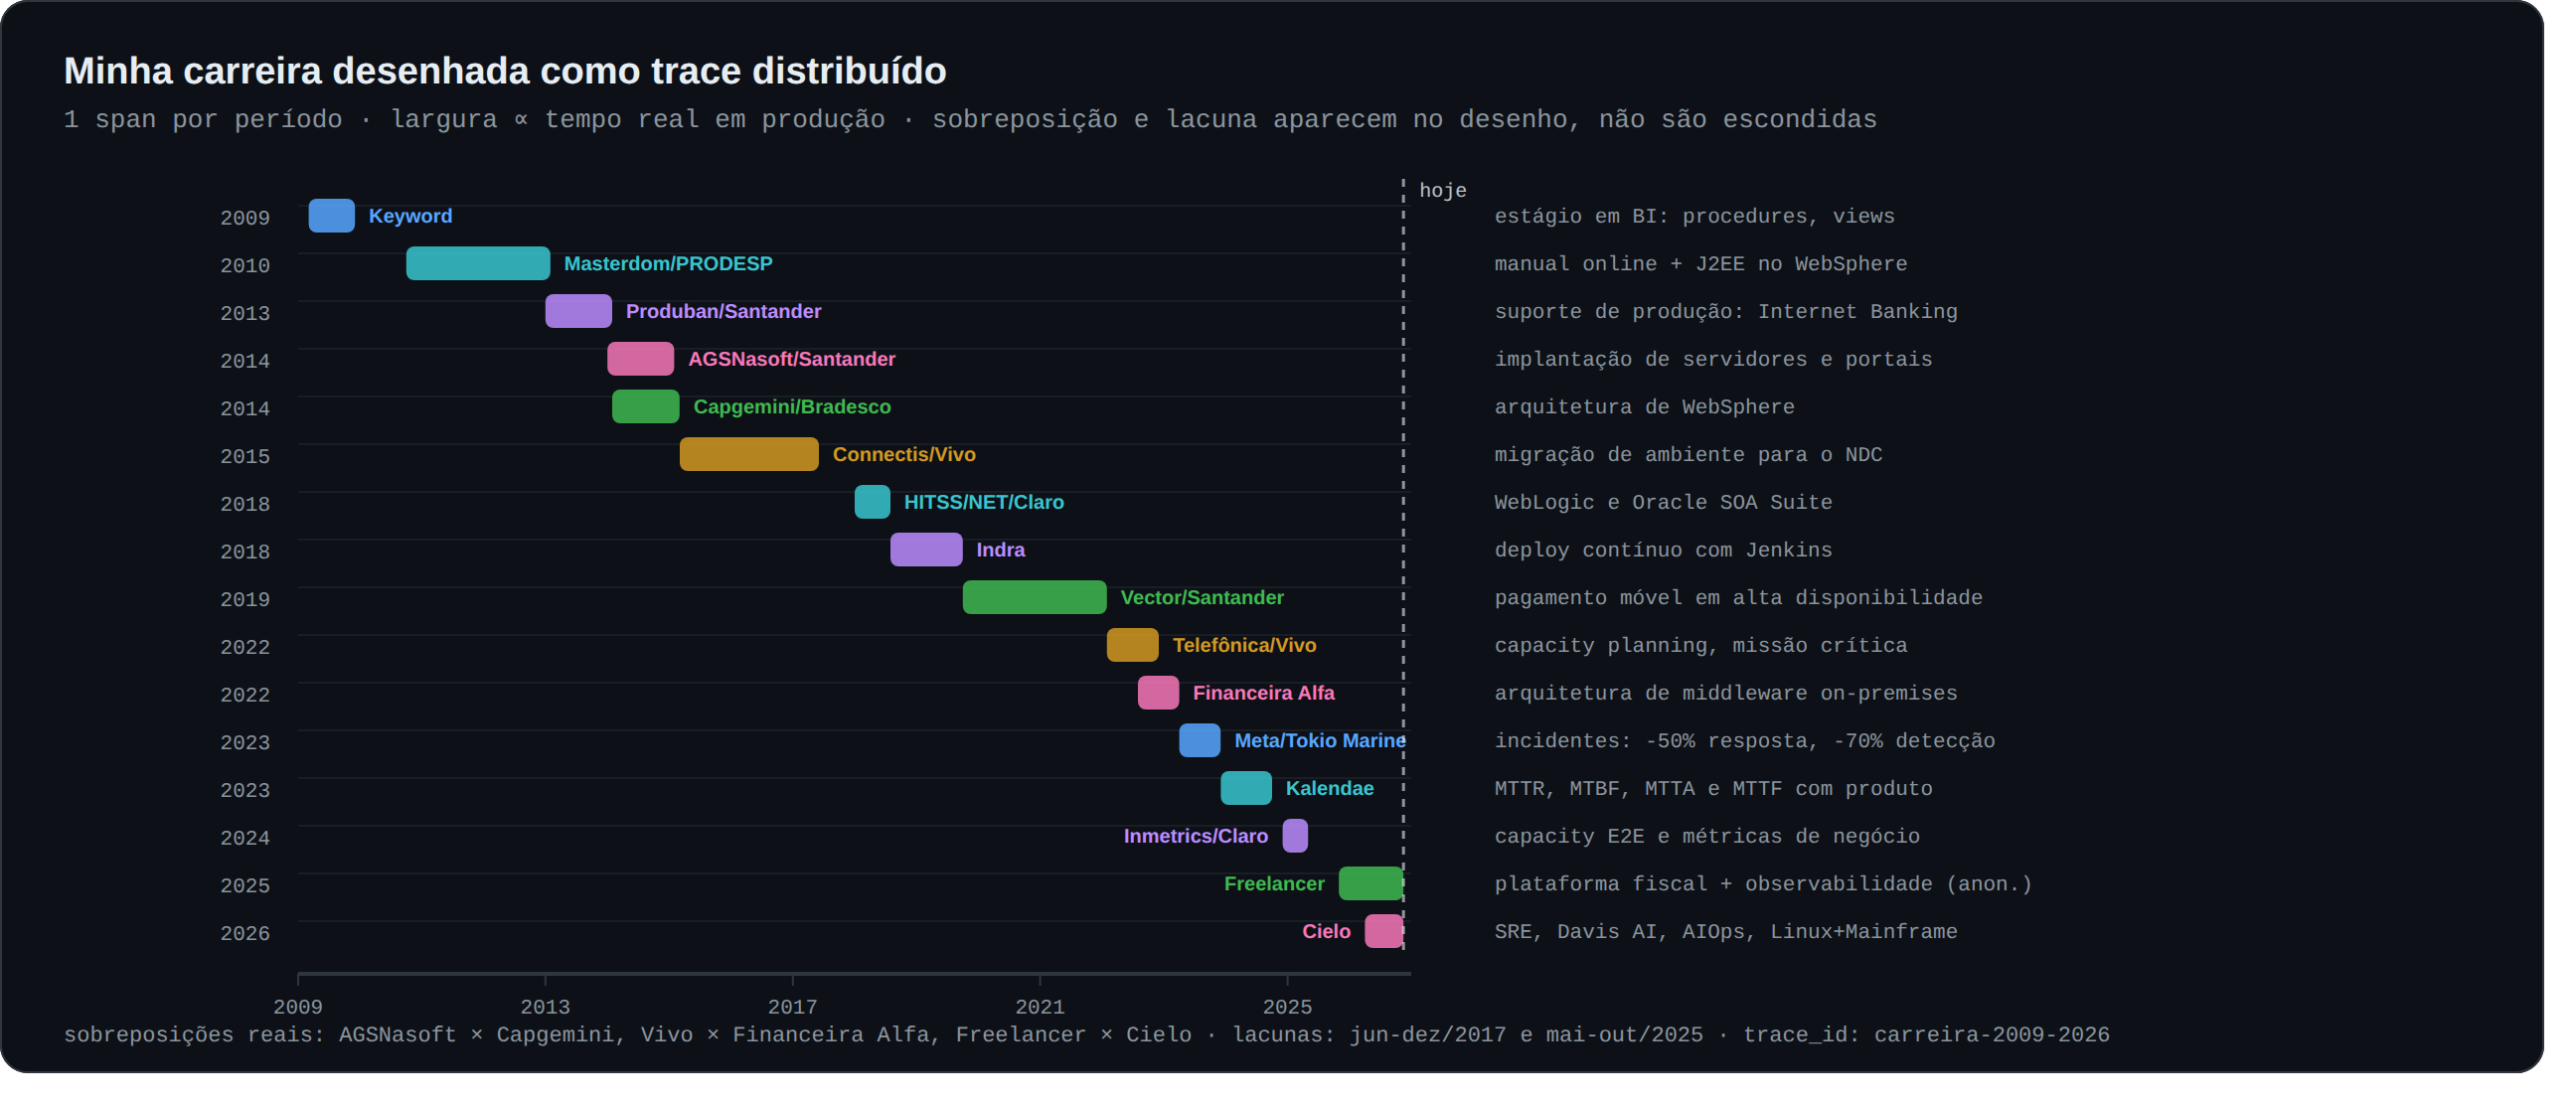 Minha carreira desenhada como trace distribuído
1 span por período · largura ∝ tempo real em produção · sobreposição e lacuna aparecem no desenho, não são escondidas
hoje
2009 Keyword estágio em BI: procedures, views
2010 Masterdom/PRODESP manual online + J2EE no WebSphere
2013 Produban/Santander suporte de produção: Internet Banking
2014 AGSNasoft/Santander implantação de servidores e portais
2014 Capgemini/Bradesco arquitetura de WebSphere
2015 Connectis/Vivo migração de ambiente para o NDC
2018 HITSS/NET/Claro WebLogic e Oracle SOA Suite
2018 Indra deploy contínuo com Jenkins
2019 Vector/Santander pagamento móvel em alta disponibilidade
2022 Telefônica/Vivo capacity planning, missão crítica
2022 Financeira Alfa arquitetura de middleware on-premises
2023 Meta/Tokio Marine incidentes: -50% resposta, -70% detecção
2023 Kalendae MTTR, MTBF, MTTA e MTTF com produto
2024 Inmetrics/Claro capacity E2E e métricas de negócio
2025 Freelancer plataforma fiscal + observabilidade (anon.)
2026 Cielo SRE, Davis AI, AIOps, Linux+Mainframe
2009 2013 2017 2021 2025
sobreposições reais: AGSNasoft × Capgemini, Vivo × Financeira Alfa, Freelancer × Cielo · lacunas: jun-dez/2017 e mai-out/2025 · trace_id: carreira-2009-2026